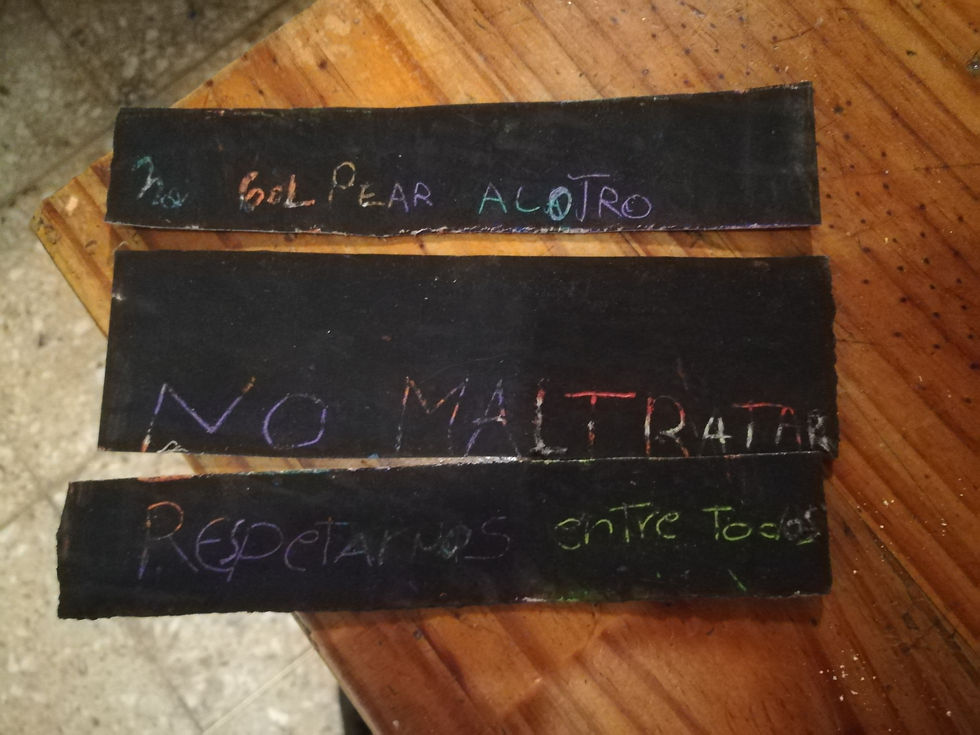 No GOLPEAR ALOTRO
NO MALTRATAR
RESpeTArNOS entre Todos